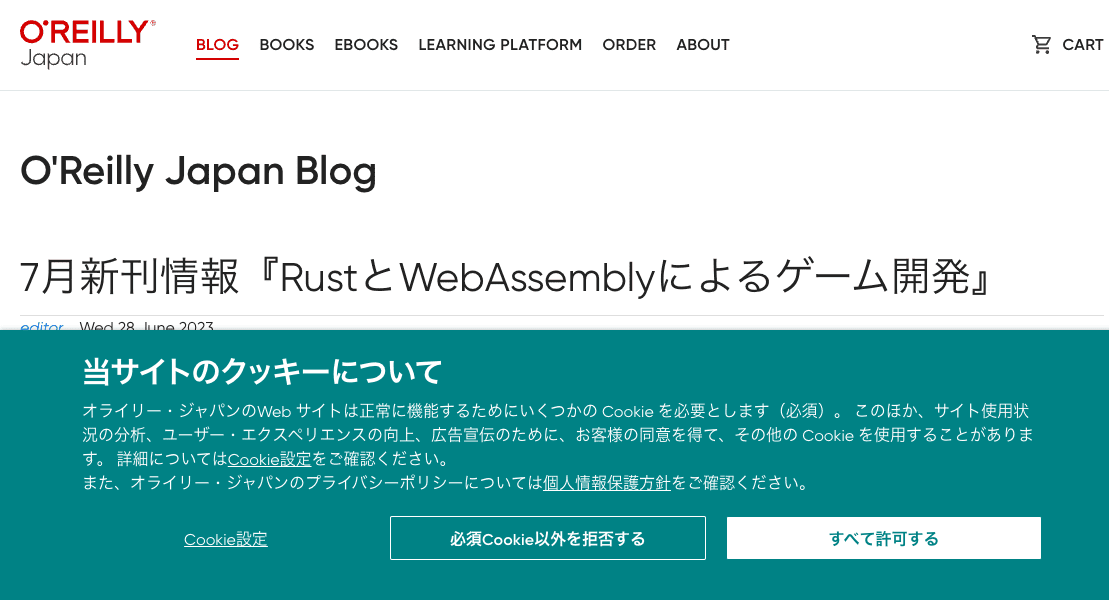 O'REILLY®
Japan
BLOG BOOKS EBOOKS LEARNING PLATFORM ORDER ABOUT CART
O'Reilly Japan Blog
7月新刊情報『RustとWebAssemblyによるゲーム開発』
editor Wed 28 June 2023
当サイトのクッキーについて
オライリー・ジャパンのWeb サイトは正常に機能するためにいくつかの Cookie を必要とします（必須）。 このほか、サイト使用状
況の分析、ユーザー・エクスペリエンスの向上、広告宣伝のために、お客様の同意を得て、その他の Cookie を使用することがありま
す。 詳細についてはCookie設定をご確認ください。
また、オライリー・ジャパンのプライバシーポリシーについては個人情報保護方針をご確認ください。
Cookie設定 必須Cookie以外を拒否する すべて許可する